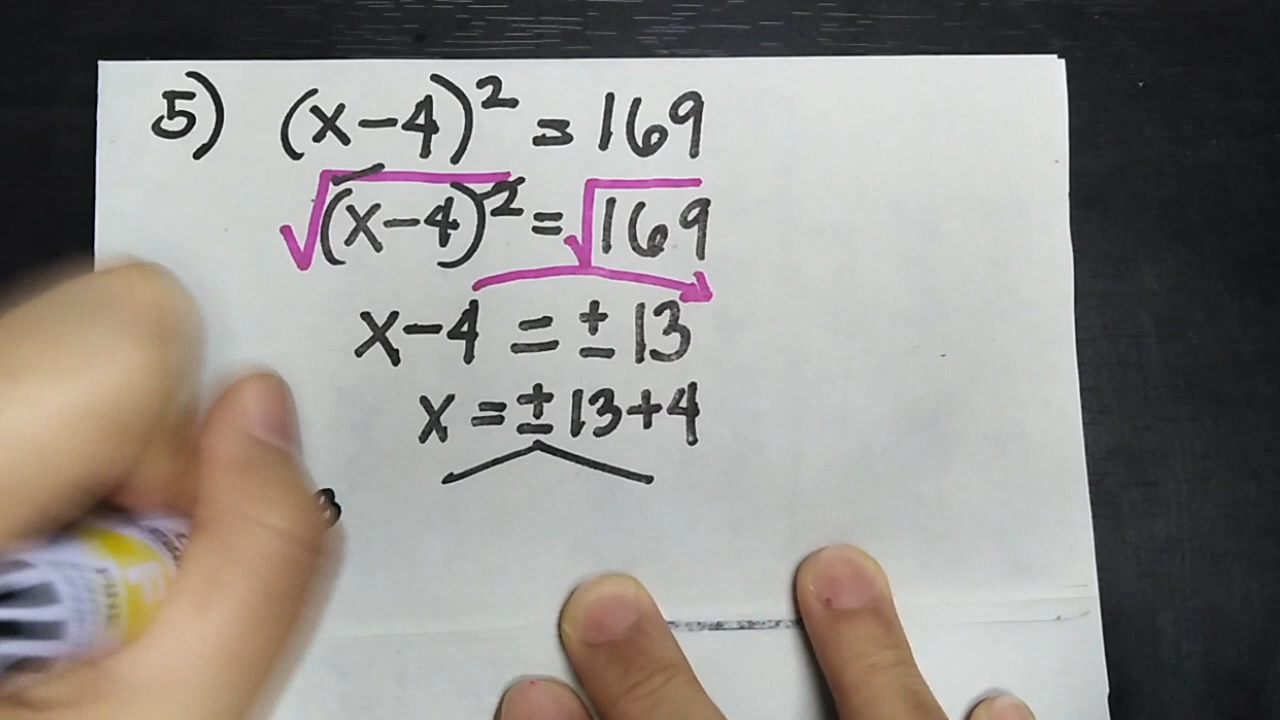 5) (x-4)² = 169
√(x-4)² = √169
x-4 = ± 13
x = ± 13+4